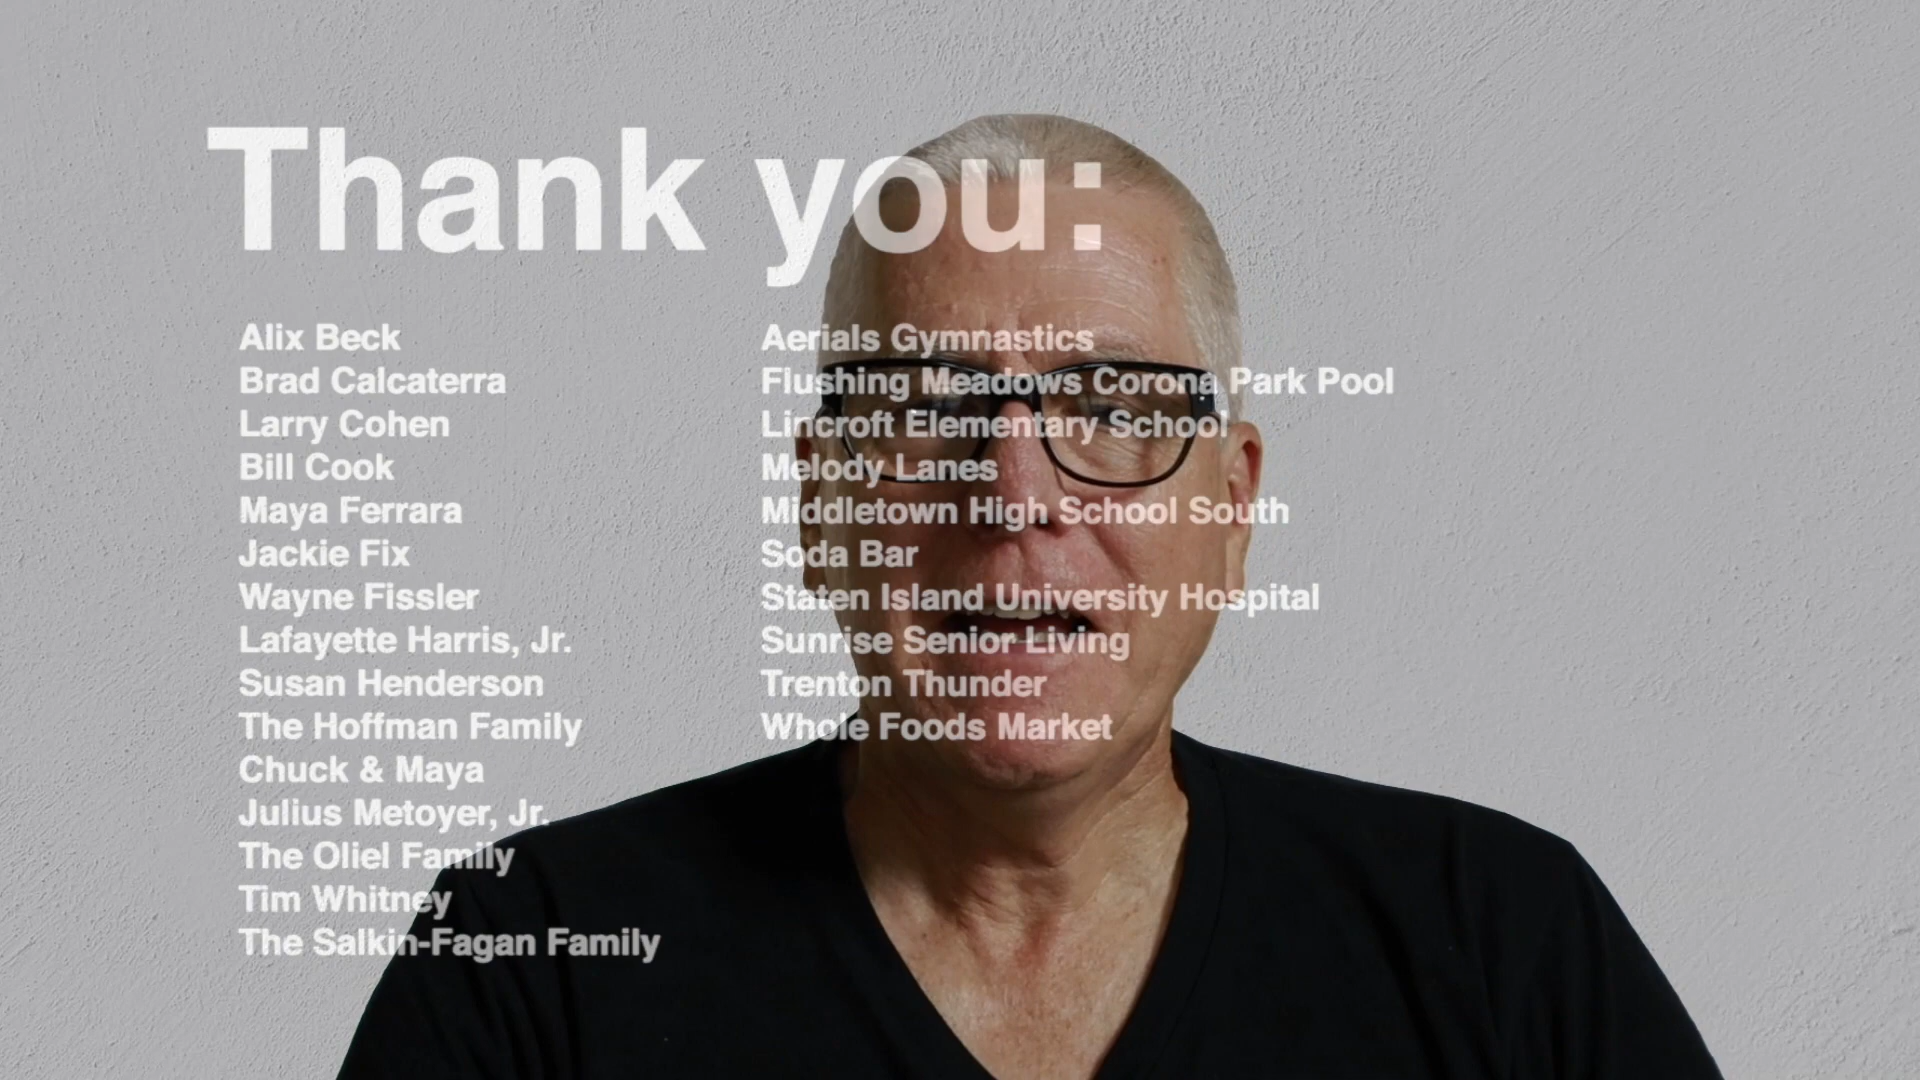 Thank you:
Alix Beck
Brad Calcaterra
Larry Cohen
Bill Cook
Maya Ferrara
Jackie Fix
Wayne Fissler
Lafayette Harris, Jr.
Susan Henderson
The Hoffman Family
Chuck & Maya
Julius Metoyer, Jr.
The Oliel Family
Tim Whitney
The Salkin-Fagan Family
Aerials Gymnastics
Flushing Meadows Corona Park Pool
Lincroft Elementary School
Melody Lanes
Middletown High School South
Soda Bar
Staten Island University Hospital
Sunrise Senior Living
Trenton Thunder
Whole Foods Market